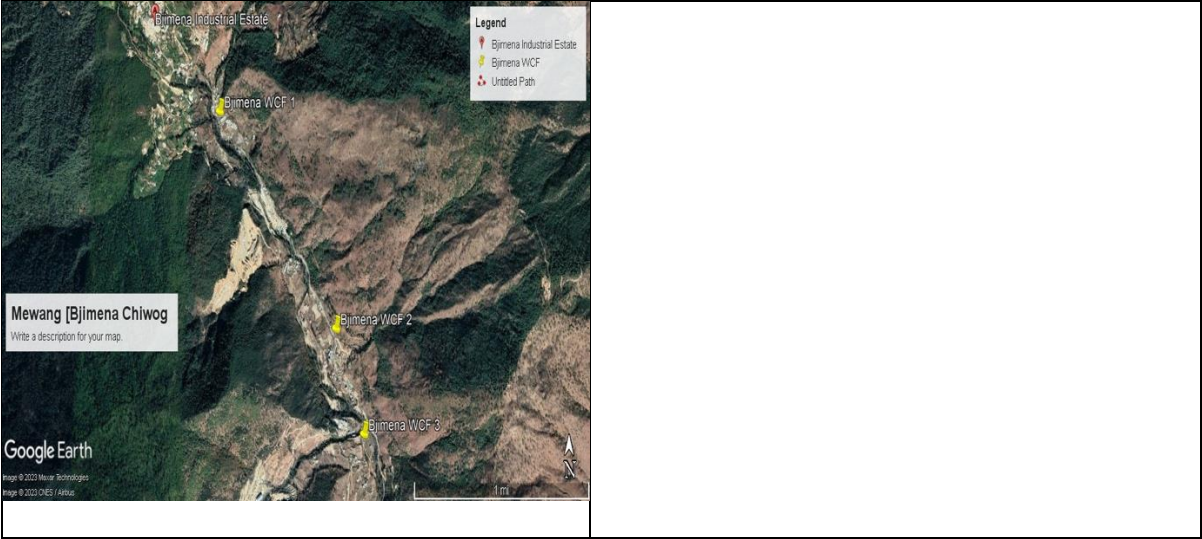 Bjimena Industrial Estate
Legend
Bjimena Industrial Estate
Bjimena WCF
Untitled Path
Bjimena WCF 1
Mewang [Bjimena Chiwog
Write a description for your map.
Bjimena WCF 2
Bjimena WCF 3
Google Earth
Image © 2023 Maxar Technologies
Image © 2023 CNES / Airbus
N
1 mi